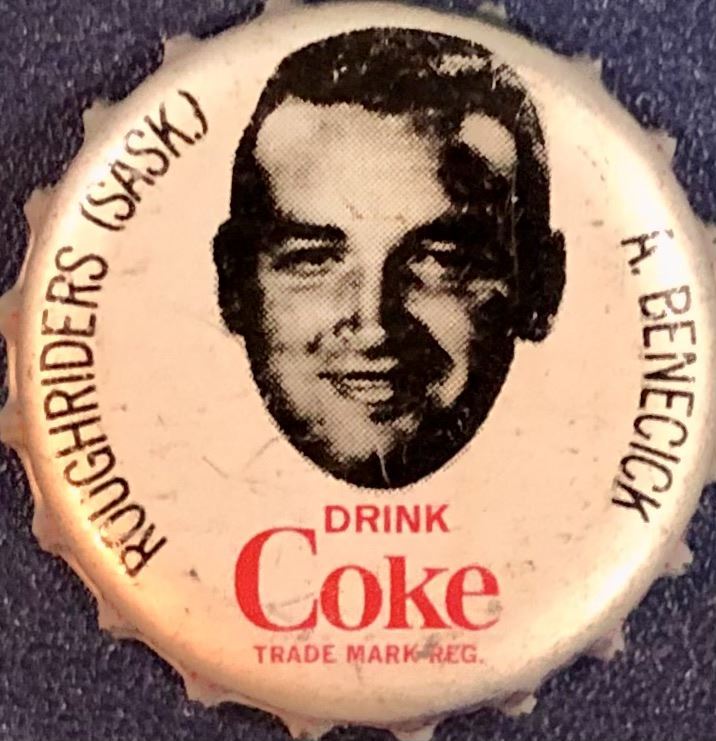 ROUGHRIDERS (SASK.)
A. BENECICK
DRINK
Coke
TRADE MARK REG.